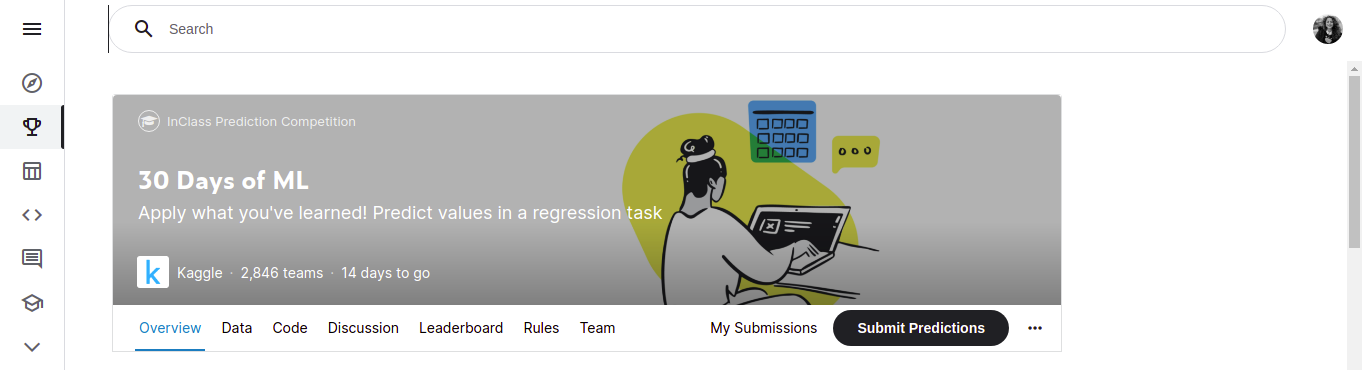 Search
InClass Prediction Competition
30 Days of ML
Apply what you've learned! Predict values in a regression task
k
Kaggle · 2,846 teams · 14 days to go
Overview Data Code Discussion Leaderboard Rules Team My Submissions Submit Predictions